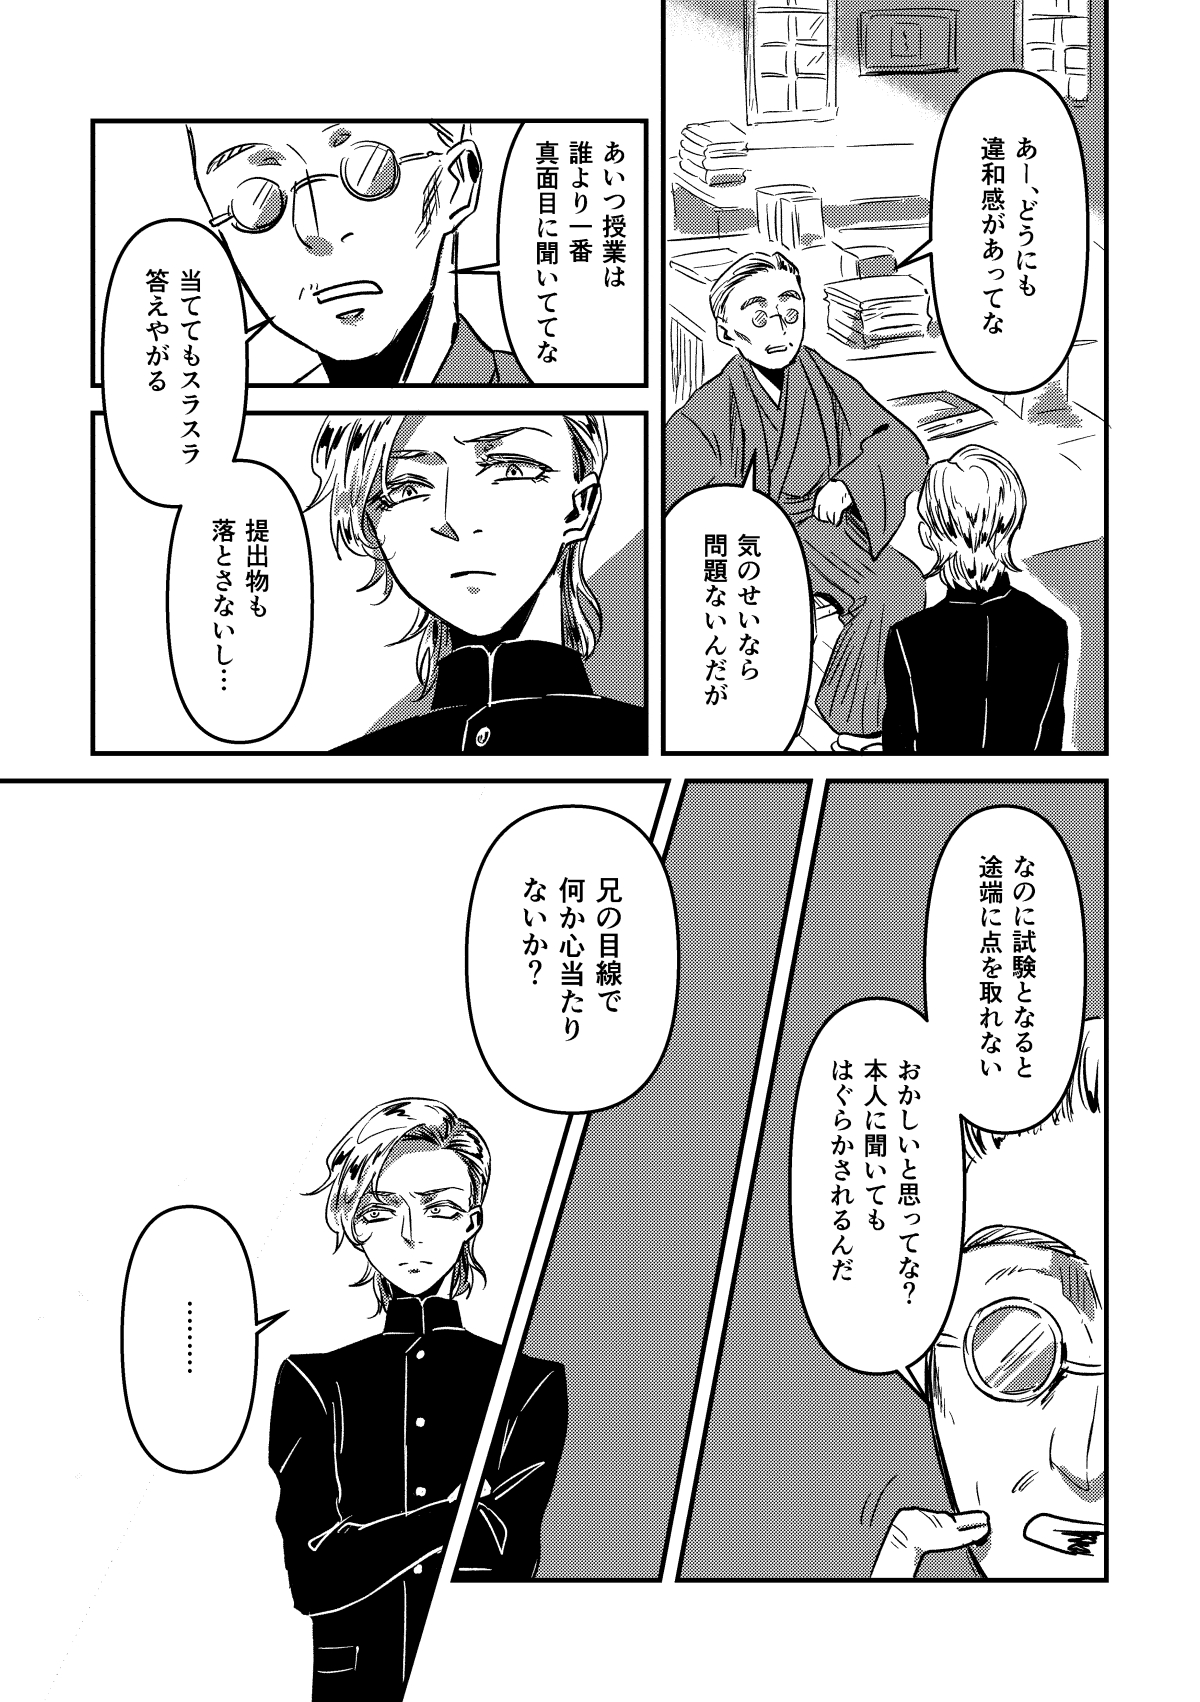 あー、どうにも
違和感があってな
気のせいなら
問題ないんだが
あいつ授業は
誰より一番
真面目に聞いててな
当ててもスラスラ
答えやがる
提出物も
落とさないし…
なのに試験となると
途端に点を取れない
おかしいと思ってな?
本人に聞いても
はぐらかされるんだ
兄の目線で
何か心当たり
ないか?
………